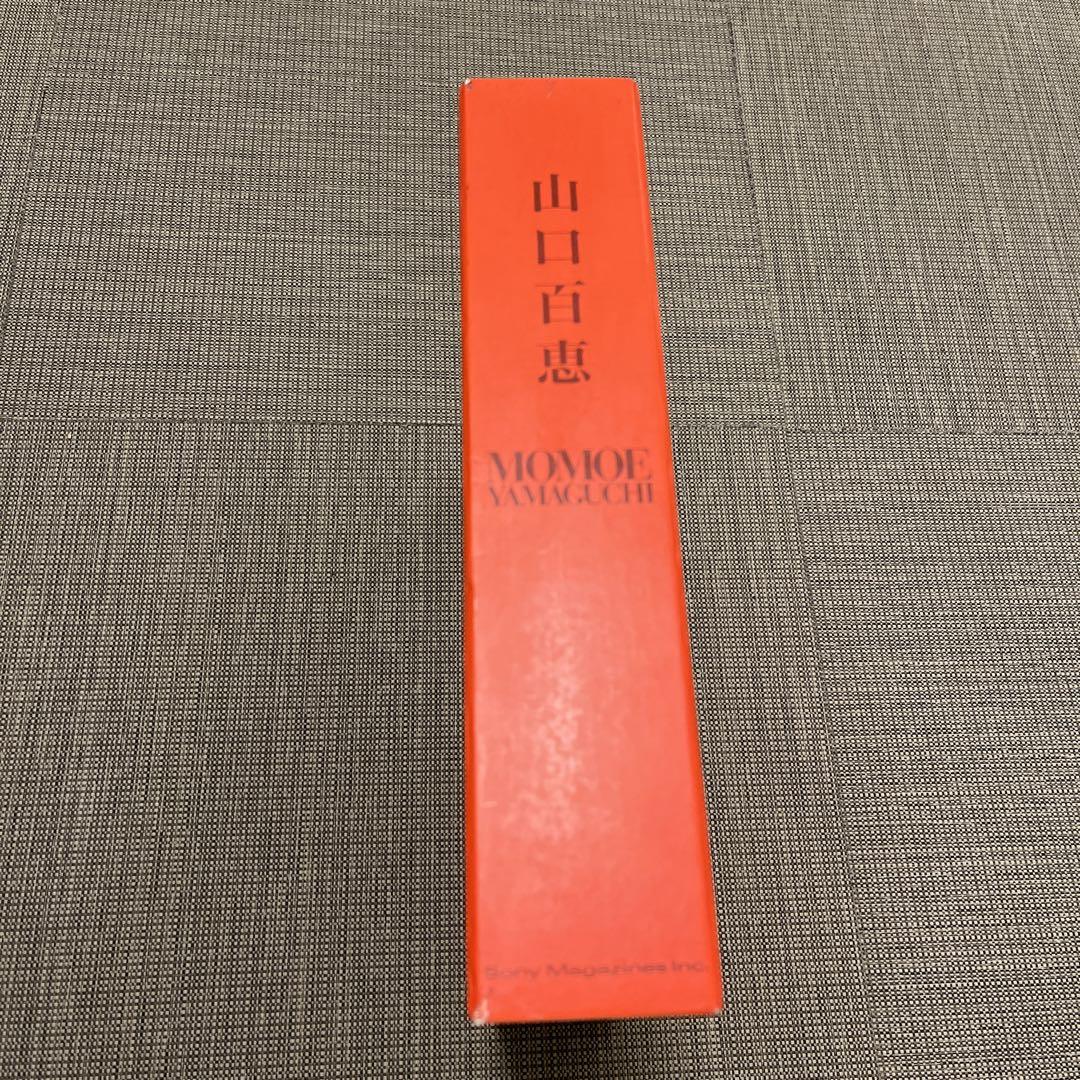 山口百恵
MOMOE
YAMAGUCHI
Sony Magazines Inc.